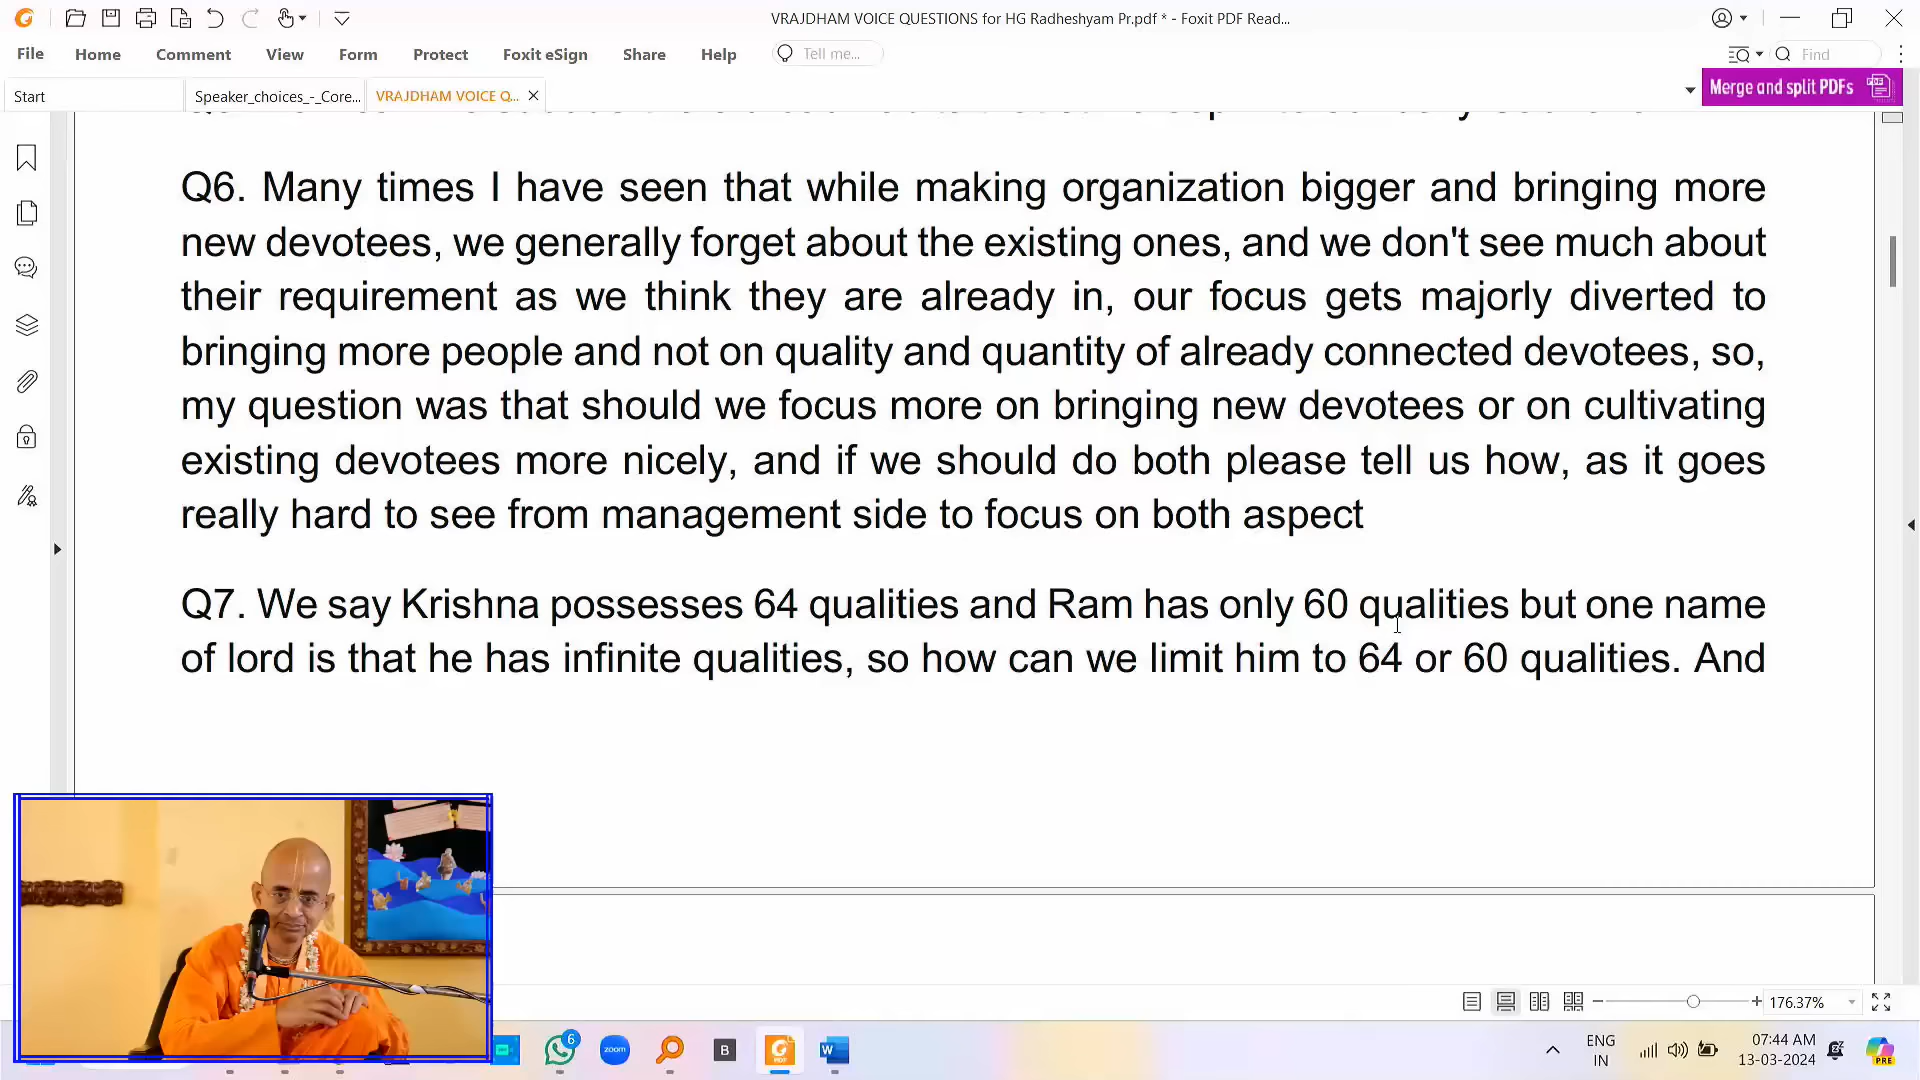 VRAJDHAM VOICE QUESTIONS for HG Radheshyam Pr.pdf * - Foxit PDF Read...
File Home Comment View Form Protect Foxit eSign Share Help Tell me... Find
Start Speaker_choices_-_Core... VRAJDHAM VOICE Q... Merge and split PDFs
Q6. Many times I have seen that while making organization bigger and bringing more
new devotees, we generally forget about the existing ones, and we don't see much about
their requirement as we think they are already in, our focus gets majorly diverted to
bringing more people and not on quality and quantity of already connected devotees, so,
my question was that should we focus more on bringing new devotees or on cultivating
existing devotees more nicely, and if we should do both please tell us how, as it goes
really hard to see from management side to focus on both aspect
Q7. We say Krishna possesses 64 qualities and Ram has only 60 qualities but one name
of lord is that he has infinite qualities, so how can we limit him to 64 or 60 qualities. And
176.37%
6 zoom B W ENG 07:44 AM
IN 13-03-2024 PRE